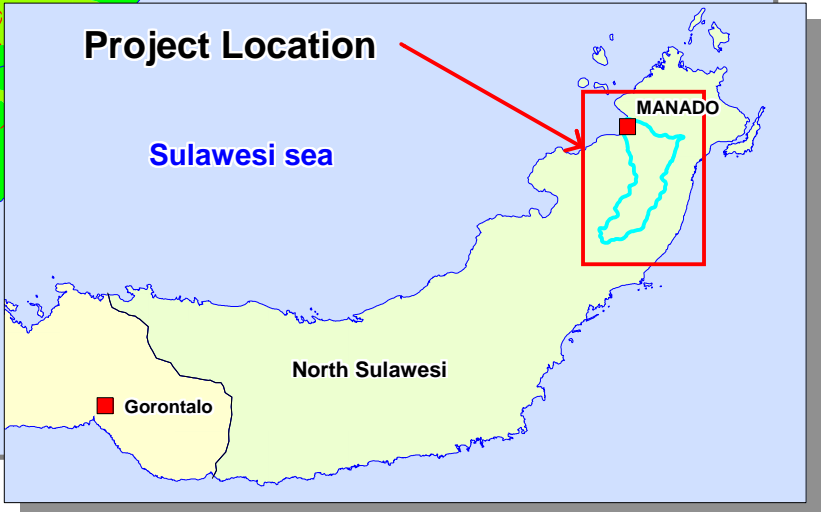 Project Location
MANADO
Sulawesi sea
North Sulawesi
Gorontalo